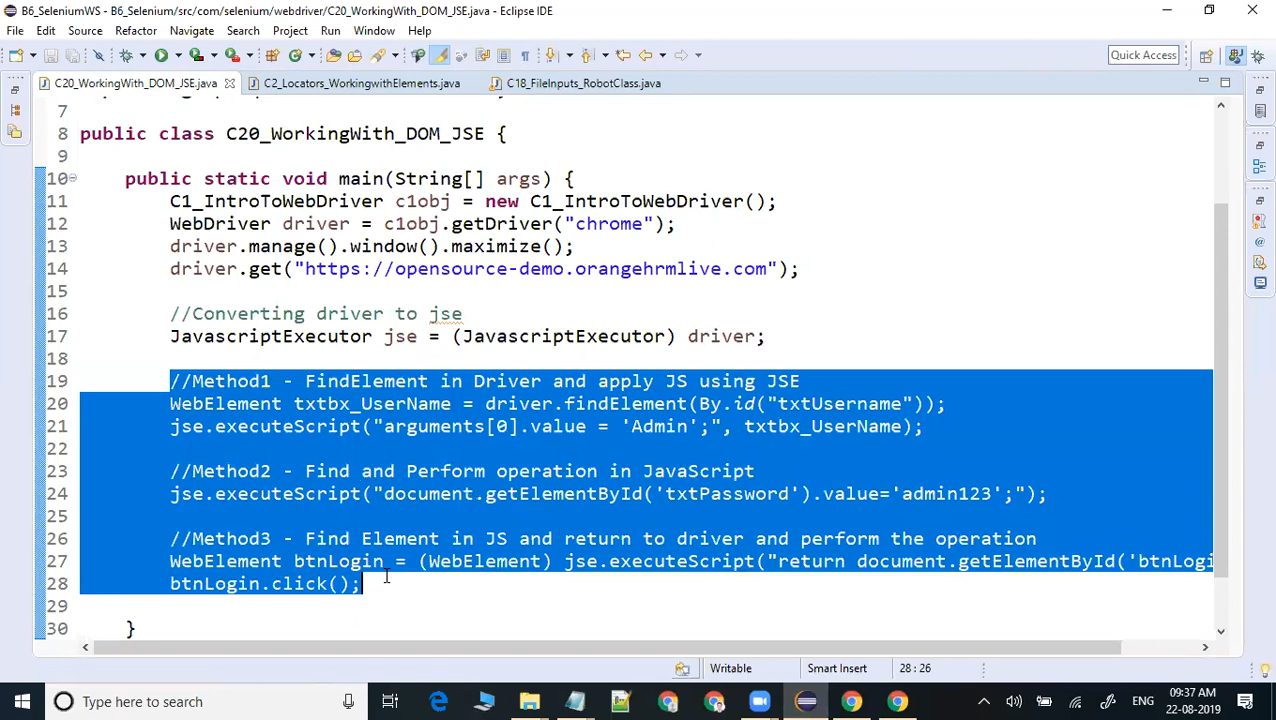 B6_SeleniumWS - B6_Selenium/src/com/selenium/webdriver/C20_WorkingWith_DOM_JSE.java - Eclipse IDE
File Edit Source Refactor Navigate Search Project Run Window Help
Quick Access
C20_WorkingWith_DOM_JSE.java C2_Locators_WorkingwithElements.java C18_FileInputs_RobotClass.java
7
8 public class C20_WorkingWith_DOM_JSE {
9
10 public static void main(String[] args) {
11 C1_IntroToWebDriver c1obj = new C1_IntroToWebDriver();
12 WebDriver driver = c1obj.getDriver("chrome");
13 driver.manage().window().maximize();
14 driver.get("https://opensource-demo.orangehrmlive.com");
15
16 //Converting driver to jse
17 JavascriptExecutor jse = (JavascriptExecutor) driver;
18
19 //Method1 - FindElement in Driver and apply JS using JSE
20 WebElement txtbx_UserName = driver.findElement(By.id("txtUsername"));
21 jse.executeScript("arguments[0].value = 'Admin';", txtbx_UserName);
22
23 //Method2 - Find and Perform operation in JavaScript
24 jse.executeScript("document.getElementById('txtPassword').value='admin123';");
25
26 //Method3 - Find Element in JS and return to driver and perform the operation
27 WebElement btnLogin = (WebElement) jse.executeScript("return document.getElementById('btnLogi
28 btnLogin.click();
29
30 }
Writable Smart Insert 28 : 26
Type here to search
ENG
09:37 AM
22-08-2019